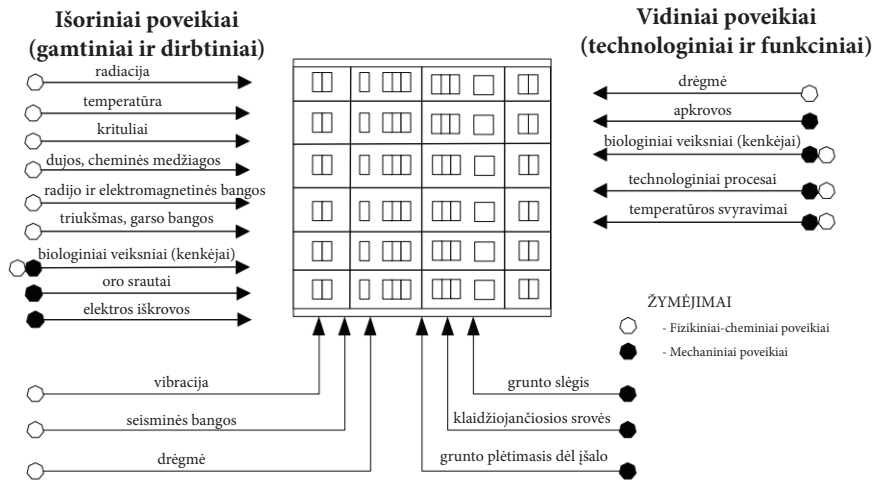 Išoriniai poveikiai
(gamtiniai ir dirbtiniai)
radiacija
temperatūra
krituliai
dujos, cheminės medžiagos
radijo ir elektromagnetinės bangos
triukšmas, garso bangos
biologiniai veiksniai (kenkėjai)
oro srautai
elektros iškrovos
vibracija
seisminės bangos
drėgmė
Vidiniai poveikiai
(technologiniai ir funkciniai)
drėgmė
apkrovos
biologiniai veiksniai (kenkėjai)
technologiniai procesai
temperatūros svyravimai
ŽYMĖJIMAI
- Fizikiniai-cheminiai poveikiai
- Mechaniniai poveikiai
grunto slėgis
klaidžiojančiosios srovės
grunto plėtimasis dėl įšalo